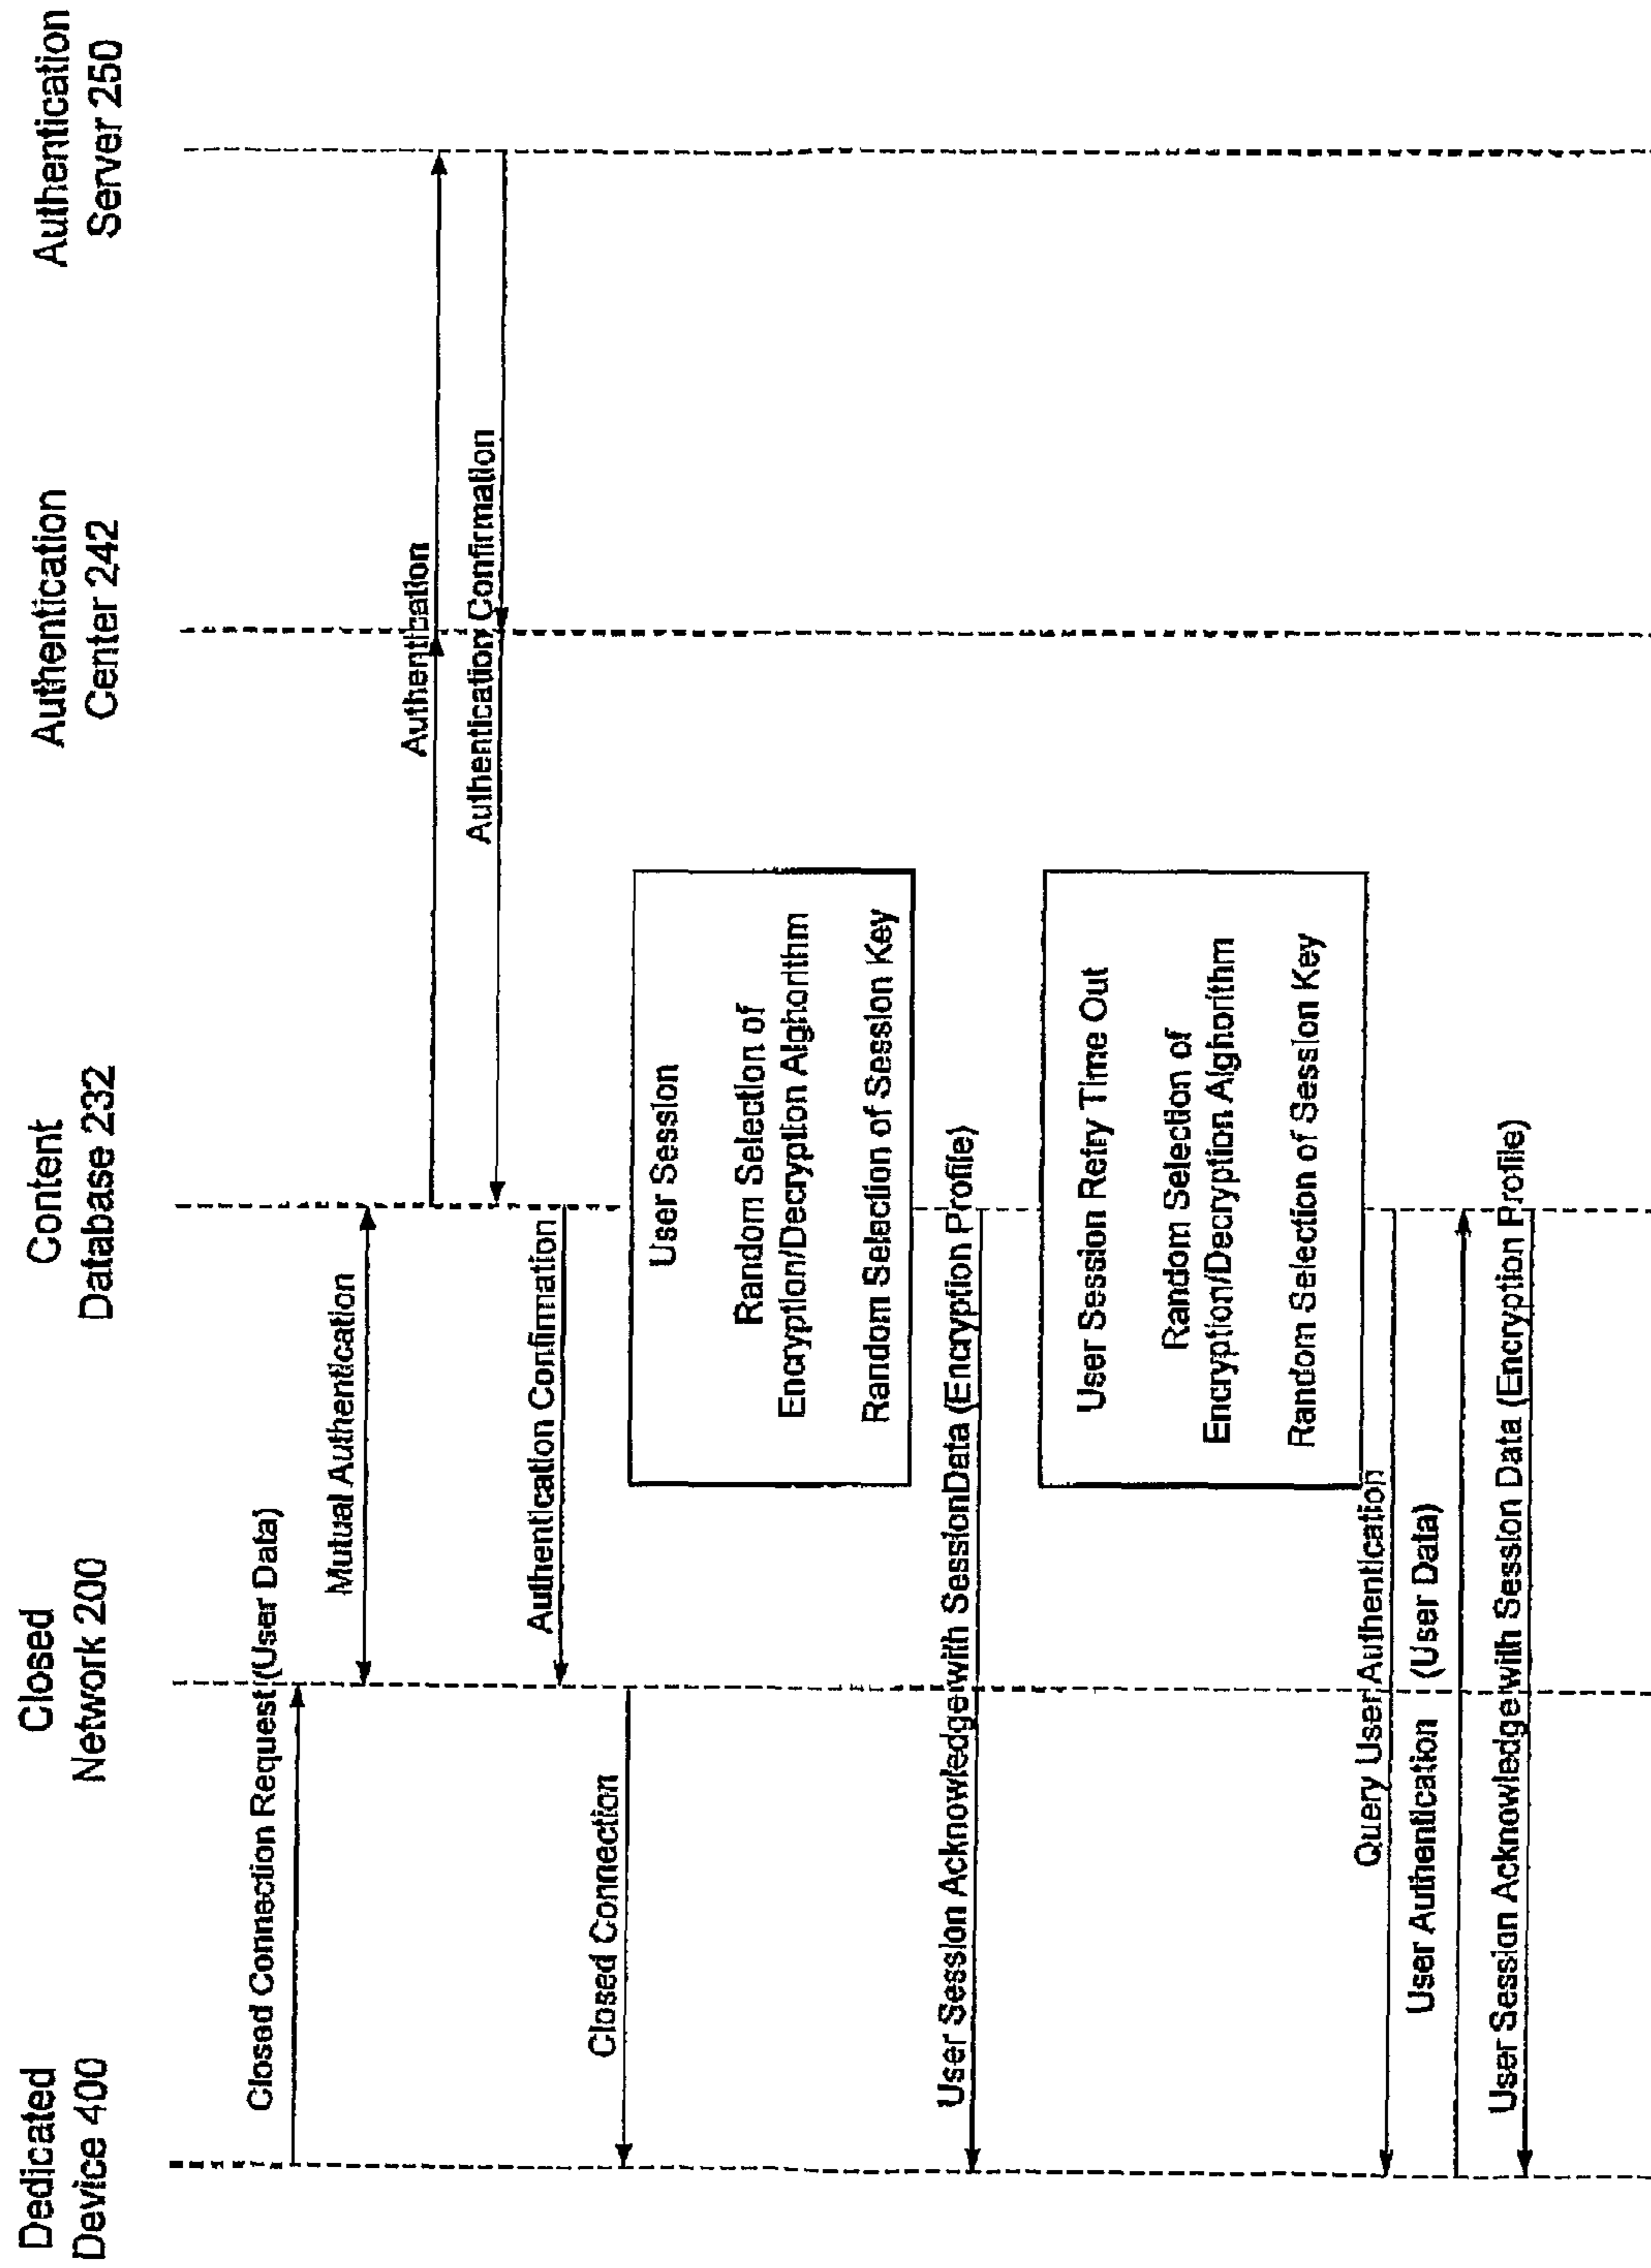 Dedicated
Device 400
Closed
Network 200
Content
Database 232
Authentication
Center 242
Authentication
Server 250
Closed Connection Request (User Data)
Mutual Authentication
Authentication
Authentication Confirmation
Authentication Confirmation
Closed Connection
User Session
Random Selection of
Encryption/Decryption Alghorithm
Random Selection of Session Key
User Session Acknowledge with Session Data (Encryption Profile)
User Session Retry Time Out
Random Selection of
Encryption/Decryption Alghorithm
Random Selection of Session Key
Query User Authentication
User Authentication (User Data)
User Session Acknowledge with Session Data (Encryption Profile)